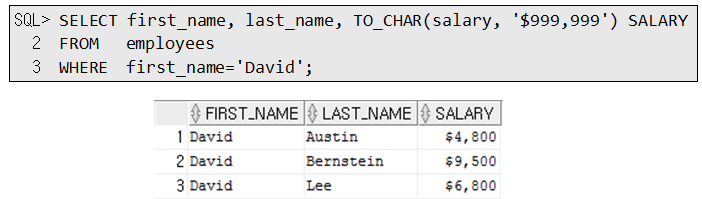 SQL> SELECT first_name, last_name, TO_CHAR(salary, '$999,999') SALARY
2 FROM employees
3 WHERE first_name='David';
FIRST_NAME LAST_NAME SALARY
1 David Austin $4,800
2 David Bernstein $9,500
3 David Lee $6,800